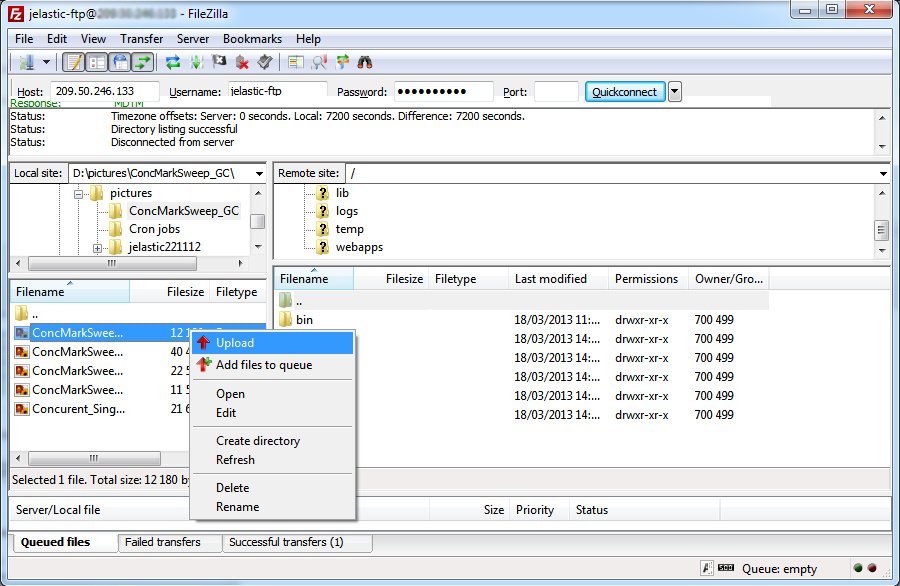 jelastic-ftp@ - FileZilla
File Edit View Transfer Server Bookmarks Help
Host: 209.50.246.133 Username: jelastic-ftp Password: ●●●●●●●●●● Port: Quickconnect
Response: MDTM
Status: Timezone offsets: Server: 0 seconds. Local: 7200 seconds. Difference: 7200 seconds.
Status: Directory listing successful
Status: Disconnected from server
Local site: D:\pictures\ConcMarkSweep_GC\
pictures
ConcMarkSweep_GC
Cron jobs
jelastic221112
Remote site: /
? lib
? logs
? temp
? webapps
Filename Filesize Filetype
..
ConcMarkSwee... 12
ConcMarkSwee... 40
ConcMarkSwee... 22
ConcMarkSwee... 11
Concurent_Sing... 21
Selected 1 file. Total size: 12 180 by
Upload
Add files to queue
Open
Edit
Create directory
Refresh
Delete
Rename
Filename Filesize Filetype Last modified Permissions Owner/Gro...
..
bin 18/03/2013 11:... drwxr-xr-x 700 499
18/03/2013 14:... drwxr-xr-x 700 499
18/03/2013 14:... drwxr-xr-x 700 499
18/03/2013 14:... drwxr-xr-x 700 499
18/03/2013 14:... drwxr-xr-x 700 499
18/03/2013 14:... drwxr-xr-x 700 499
Server/Local file Size Priority Status
Queued files Failed transfers Successful transfers (1)
Queue: empty